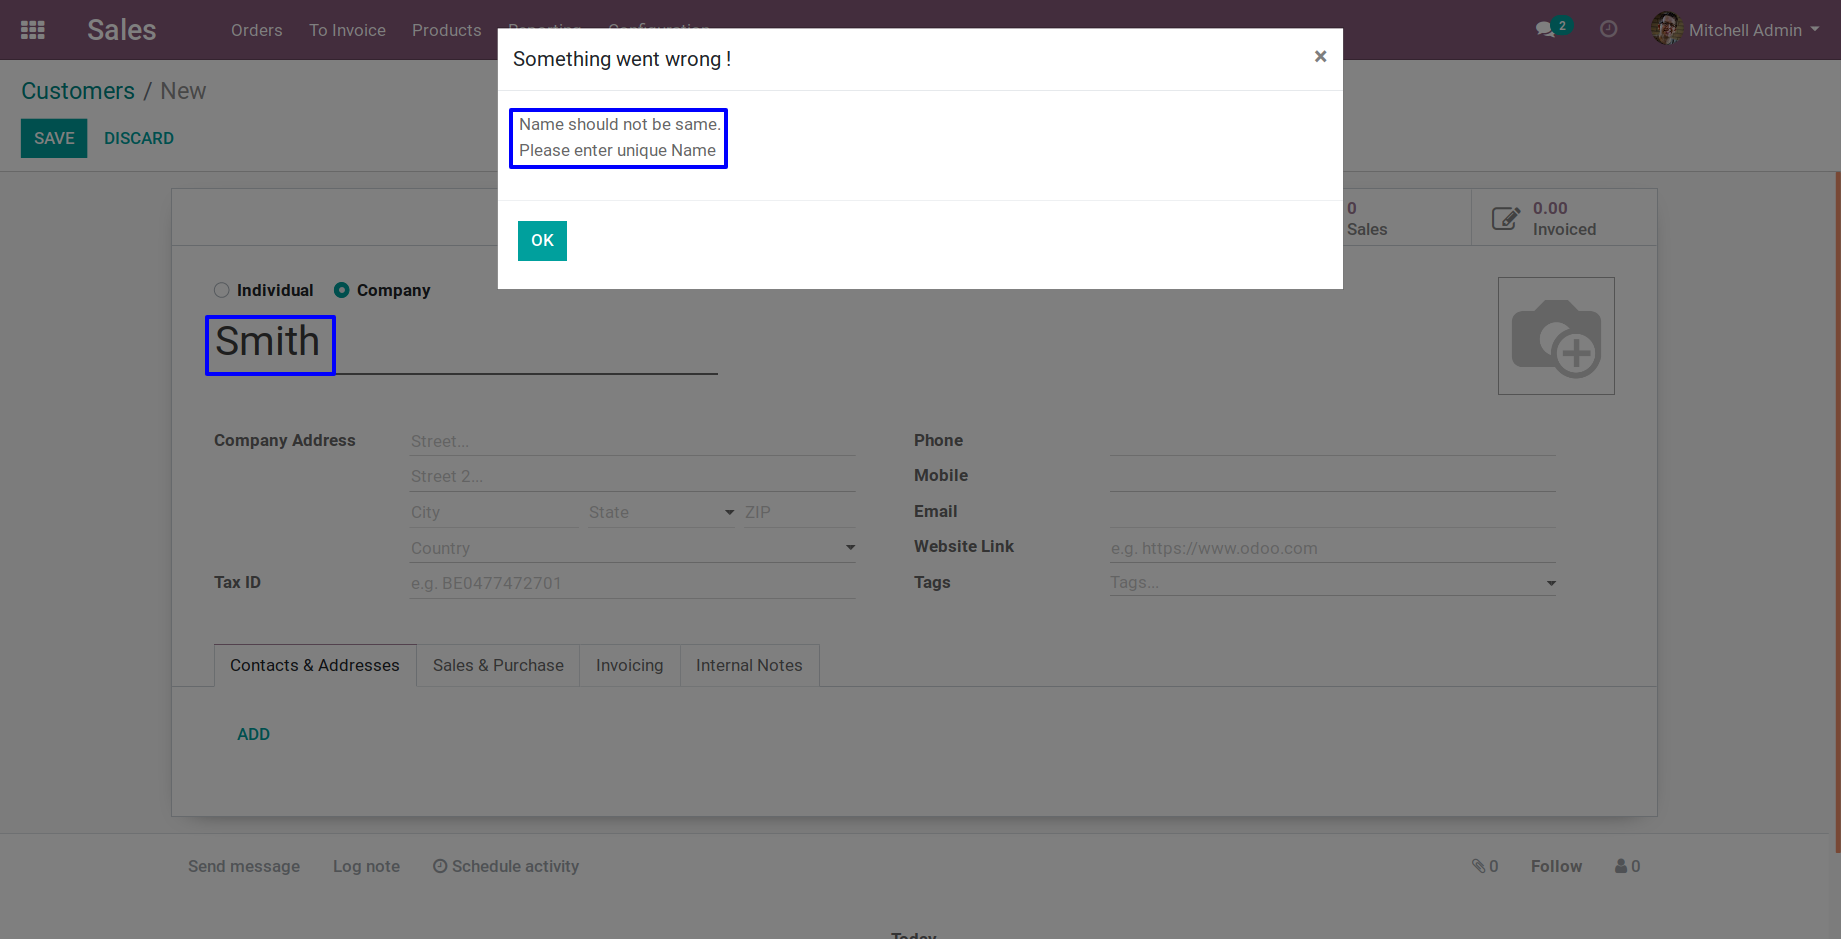 Sales
Orders To Invoice Products Reporting Configuration
2
Mitchell Admin
Something went wrong !
×
Customers / New
SAVE DISCARD
Name should not be same.
Please enter unique Name
OK
0
Sales
0.00
Invoiced
Individual Company
Smith
Company Address Street...
Street 2...
City State ZIP
Country
Tax ID e.g. BE0477472701
Phone
Mobile
Email
Website Link e.g. https://www.odoo.com
Tags Tags...
Contacts & Addresses Sales & Purchase Invoicing Internal Notes
ADD
Send message Log note Schedule activity 0 Follow 0
Today